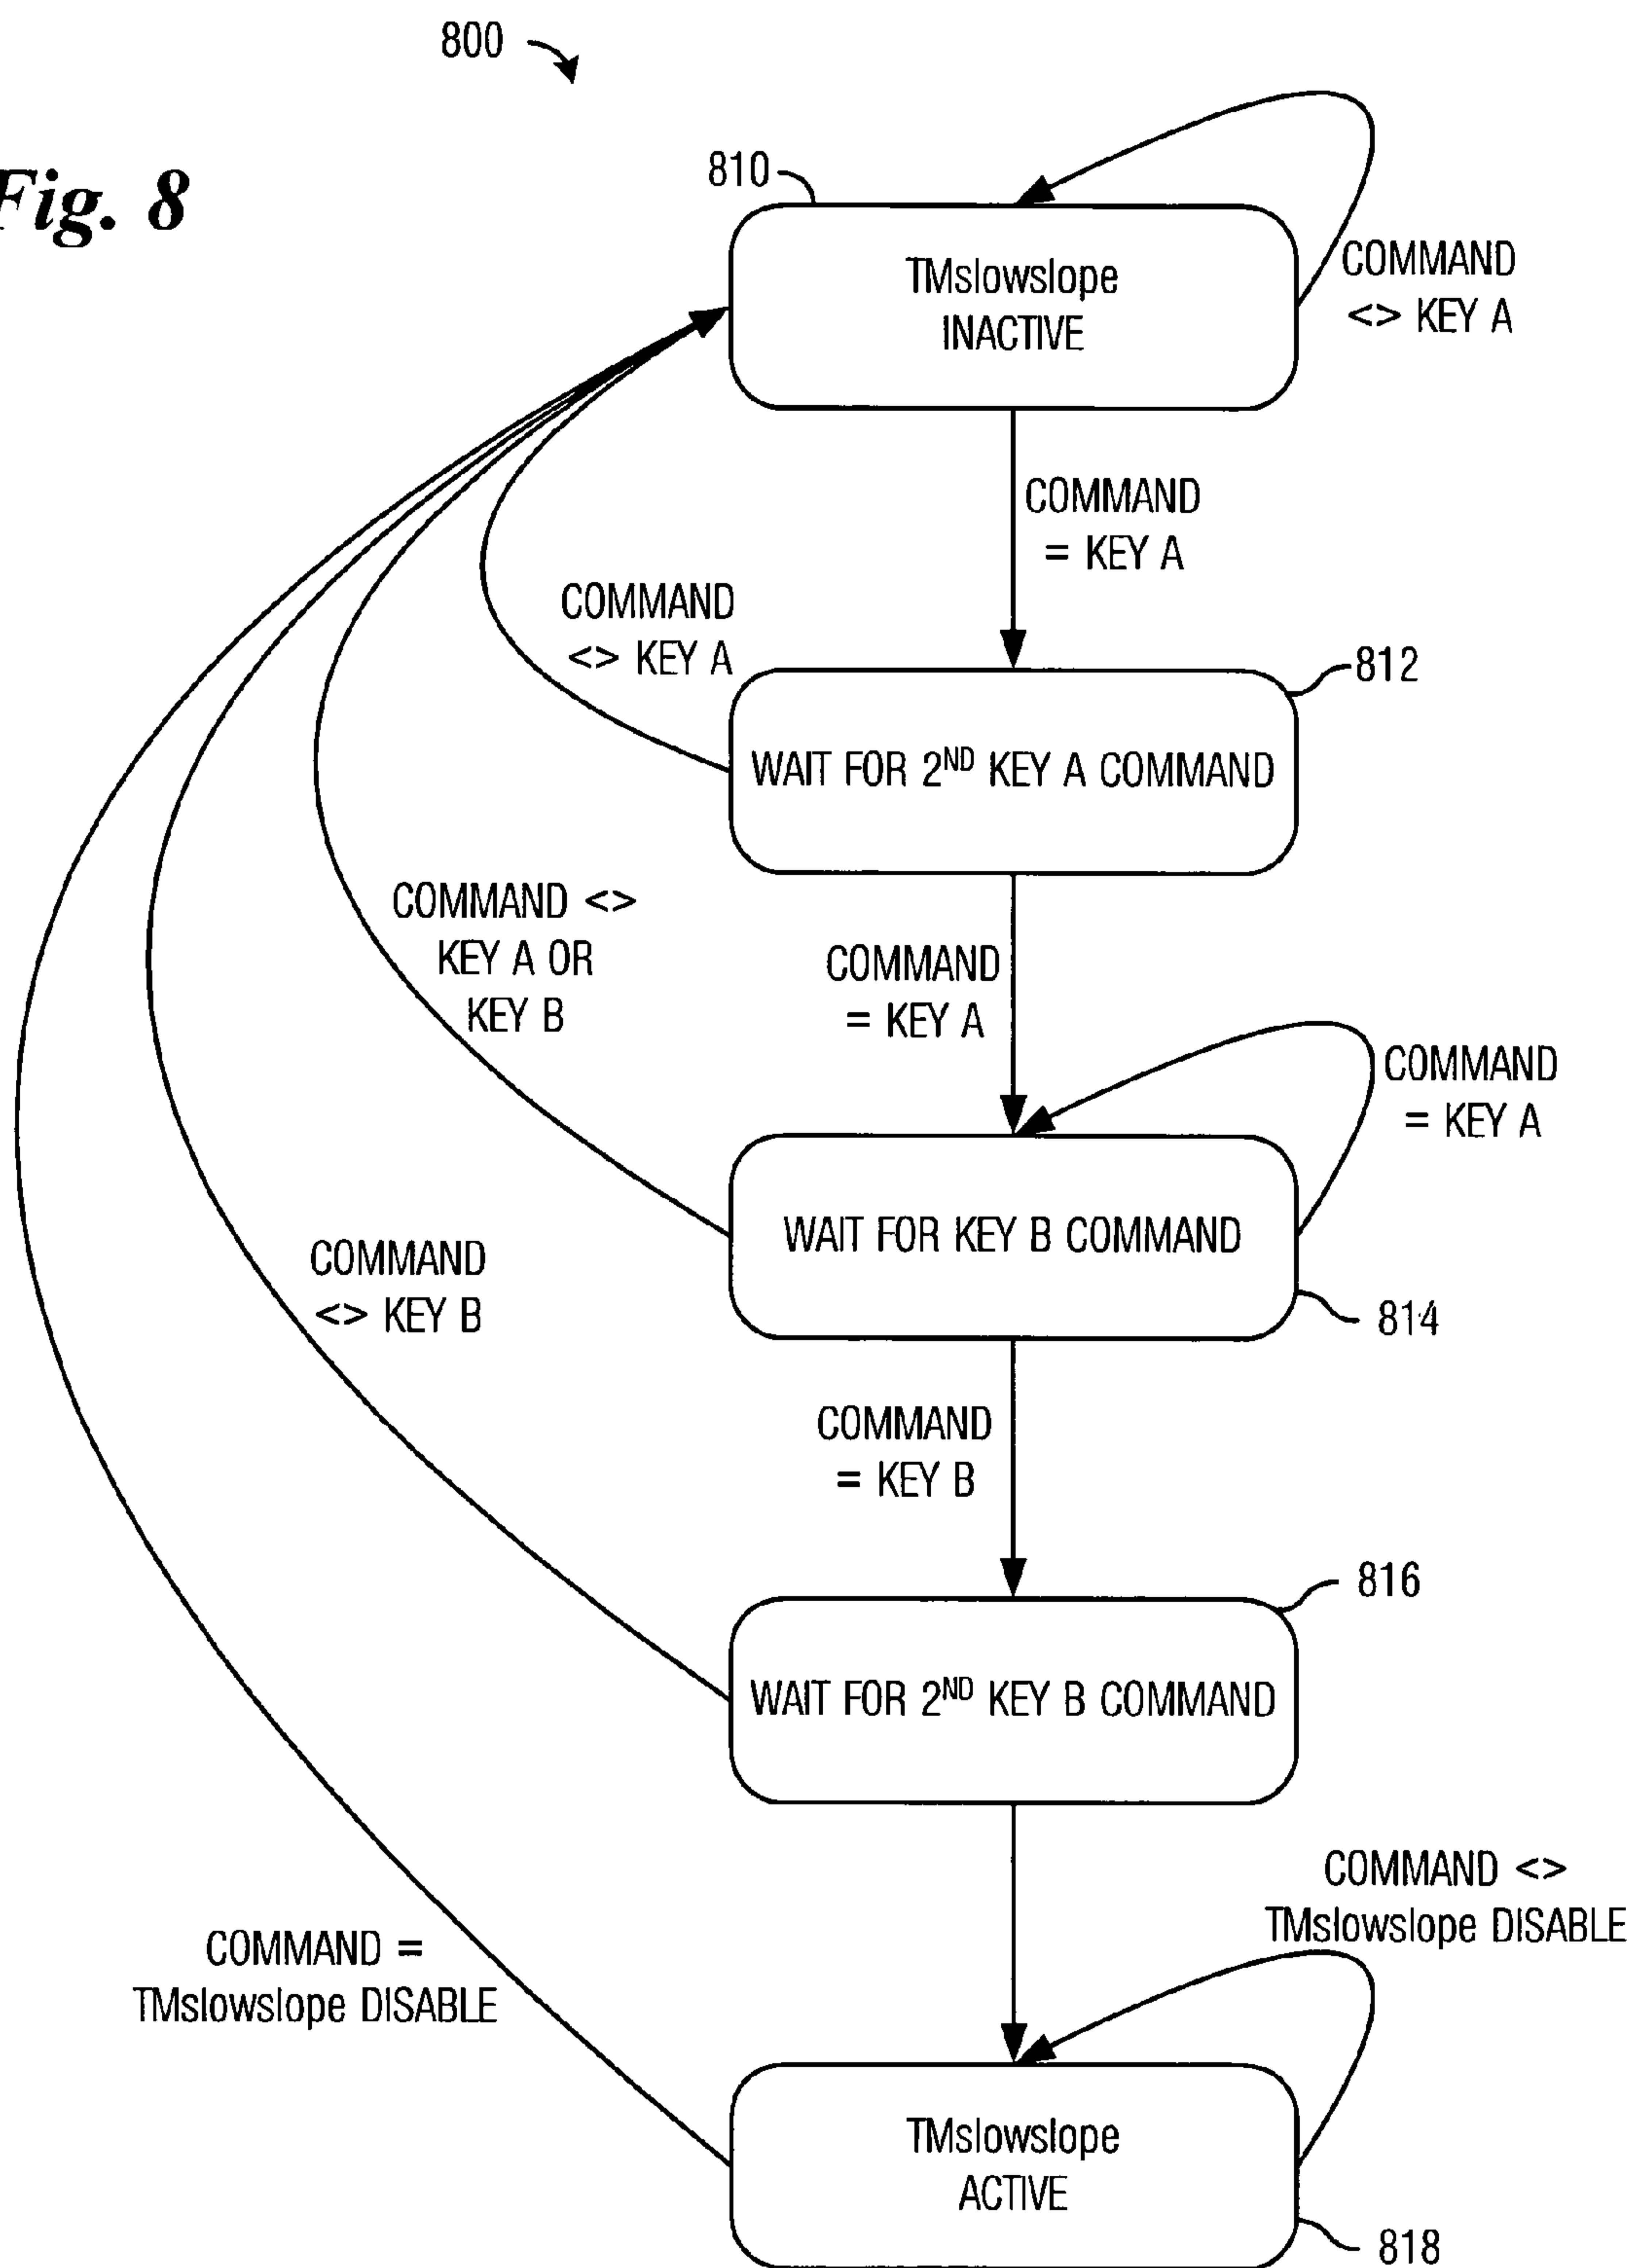 800
Fig. 8
810
TMslowslope
INACTIVE
COMMAND
<> KEY A
COMMAND
= KEY A
COMMAND
<> KEY A
812
WAIT FOR 2ND KEY A COMMAND
COMMAND <>
KEY A OR
KEY B
COMMAND
= KEY A
COMMAND
= KEY A
WAIT FOR KEY B COMMAND
814
COMMAND
<> KEY B
COMMAND
= KEY B
816
WAIT FOR 2ND KEY B COMMAND
COMMAND <>
TMslowslope DISABLE
COMMAND =
TMslowslope DISABLE
TMslowslope
ACTIVE
818